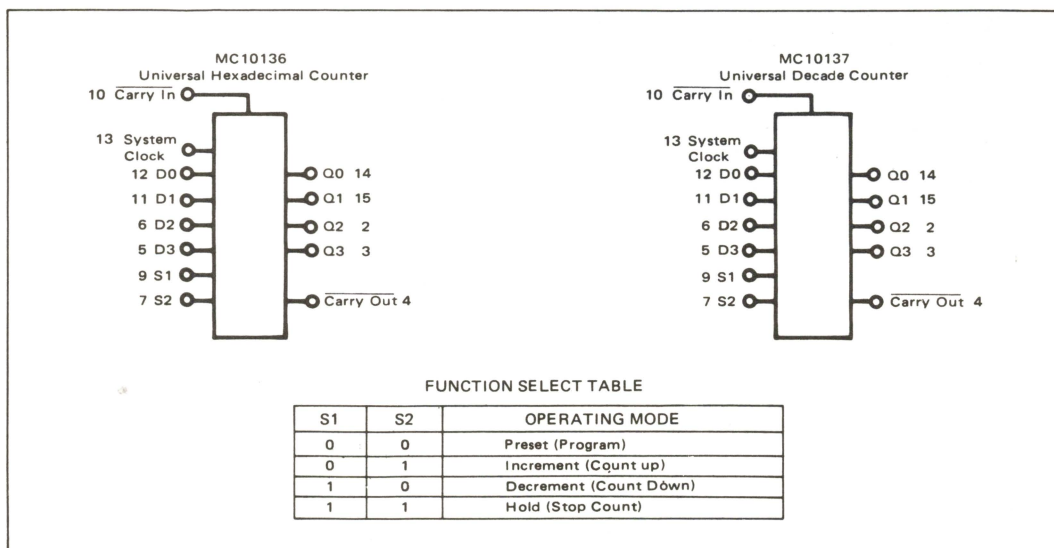 MC10136
Universal Hexadecimal Counter
10 Carry In
13 System
Clock
12 D0
11 D1
6 D2
5 D3
9 S1
7 S2
Q0 14
Q1 15
Q2 2
Q3 3
Carry Out 4
MC10137
Universal Decade Counter
10 Carry In
13 System
Clock
12 D0
11 D1
6 D2
5 D3
9 S1
7 S2
Q0 14
Q1 15
Q2 2
Q3 3
Carry Out 4
FUNCTION SELECT TABLE
S1 S2 OPERATING MODE
0 0 Preset (Program)
0 1 Increment (Count up)
1 0 Decrement (Count Down)
1 1 Hold (Stop Count)